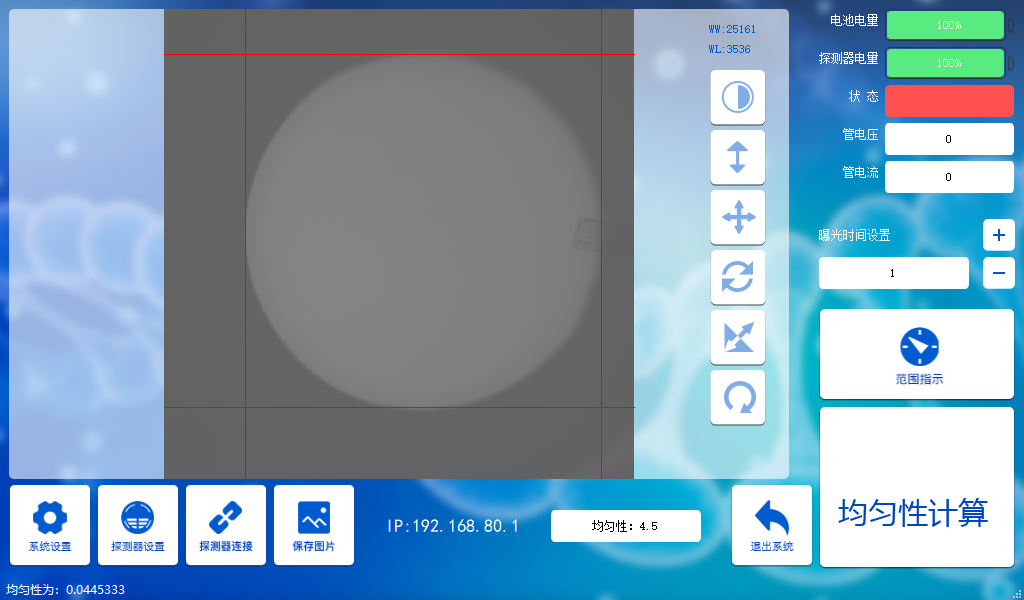 WW:25161
WL:3536
电池电量
100%
探测器电量
100%
状 态
管电压
0
管电流
0
曝光时间设置
+
1
−
范围指示
均匀性计算
系统设置
探测器设置
探测器连接
保存图片
IP:192.168.80.1
均匀性: 4.5
退出系统
均匀性为: 0.0445333